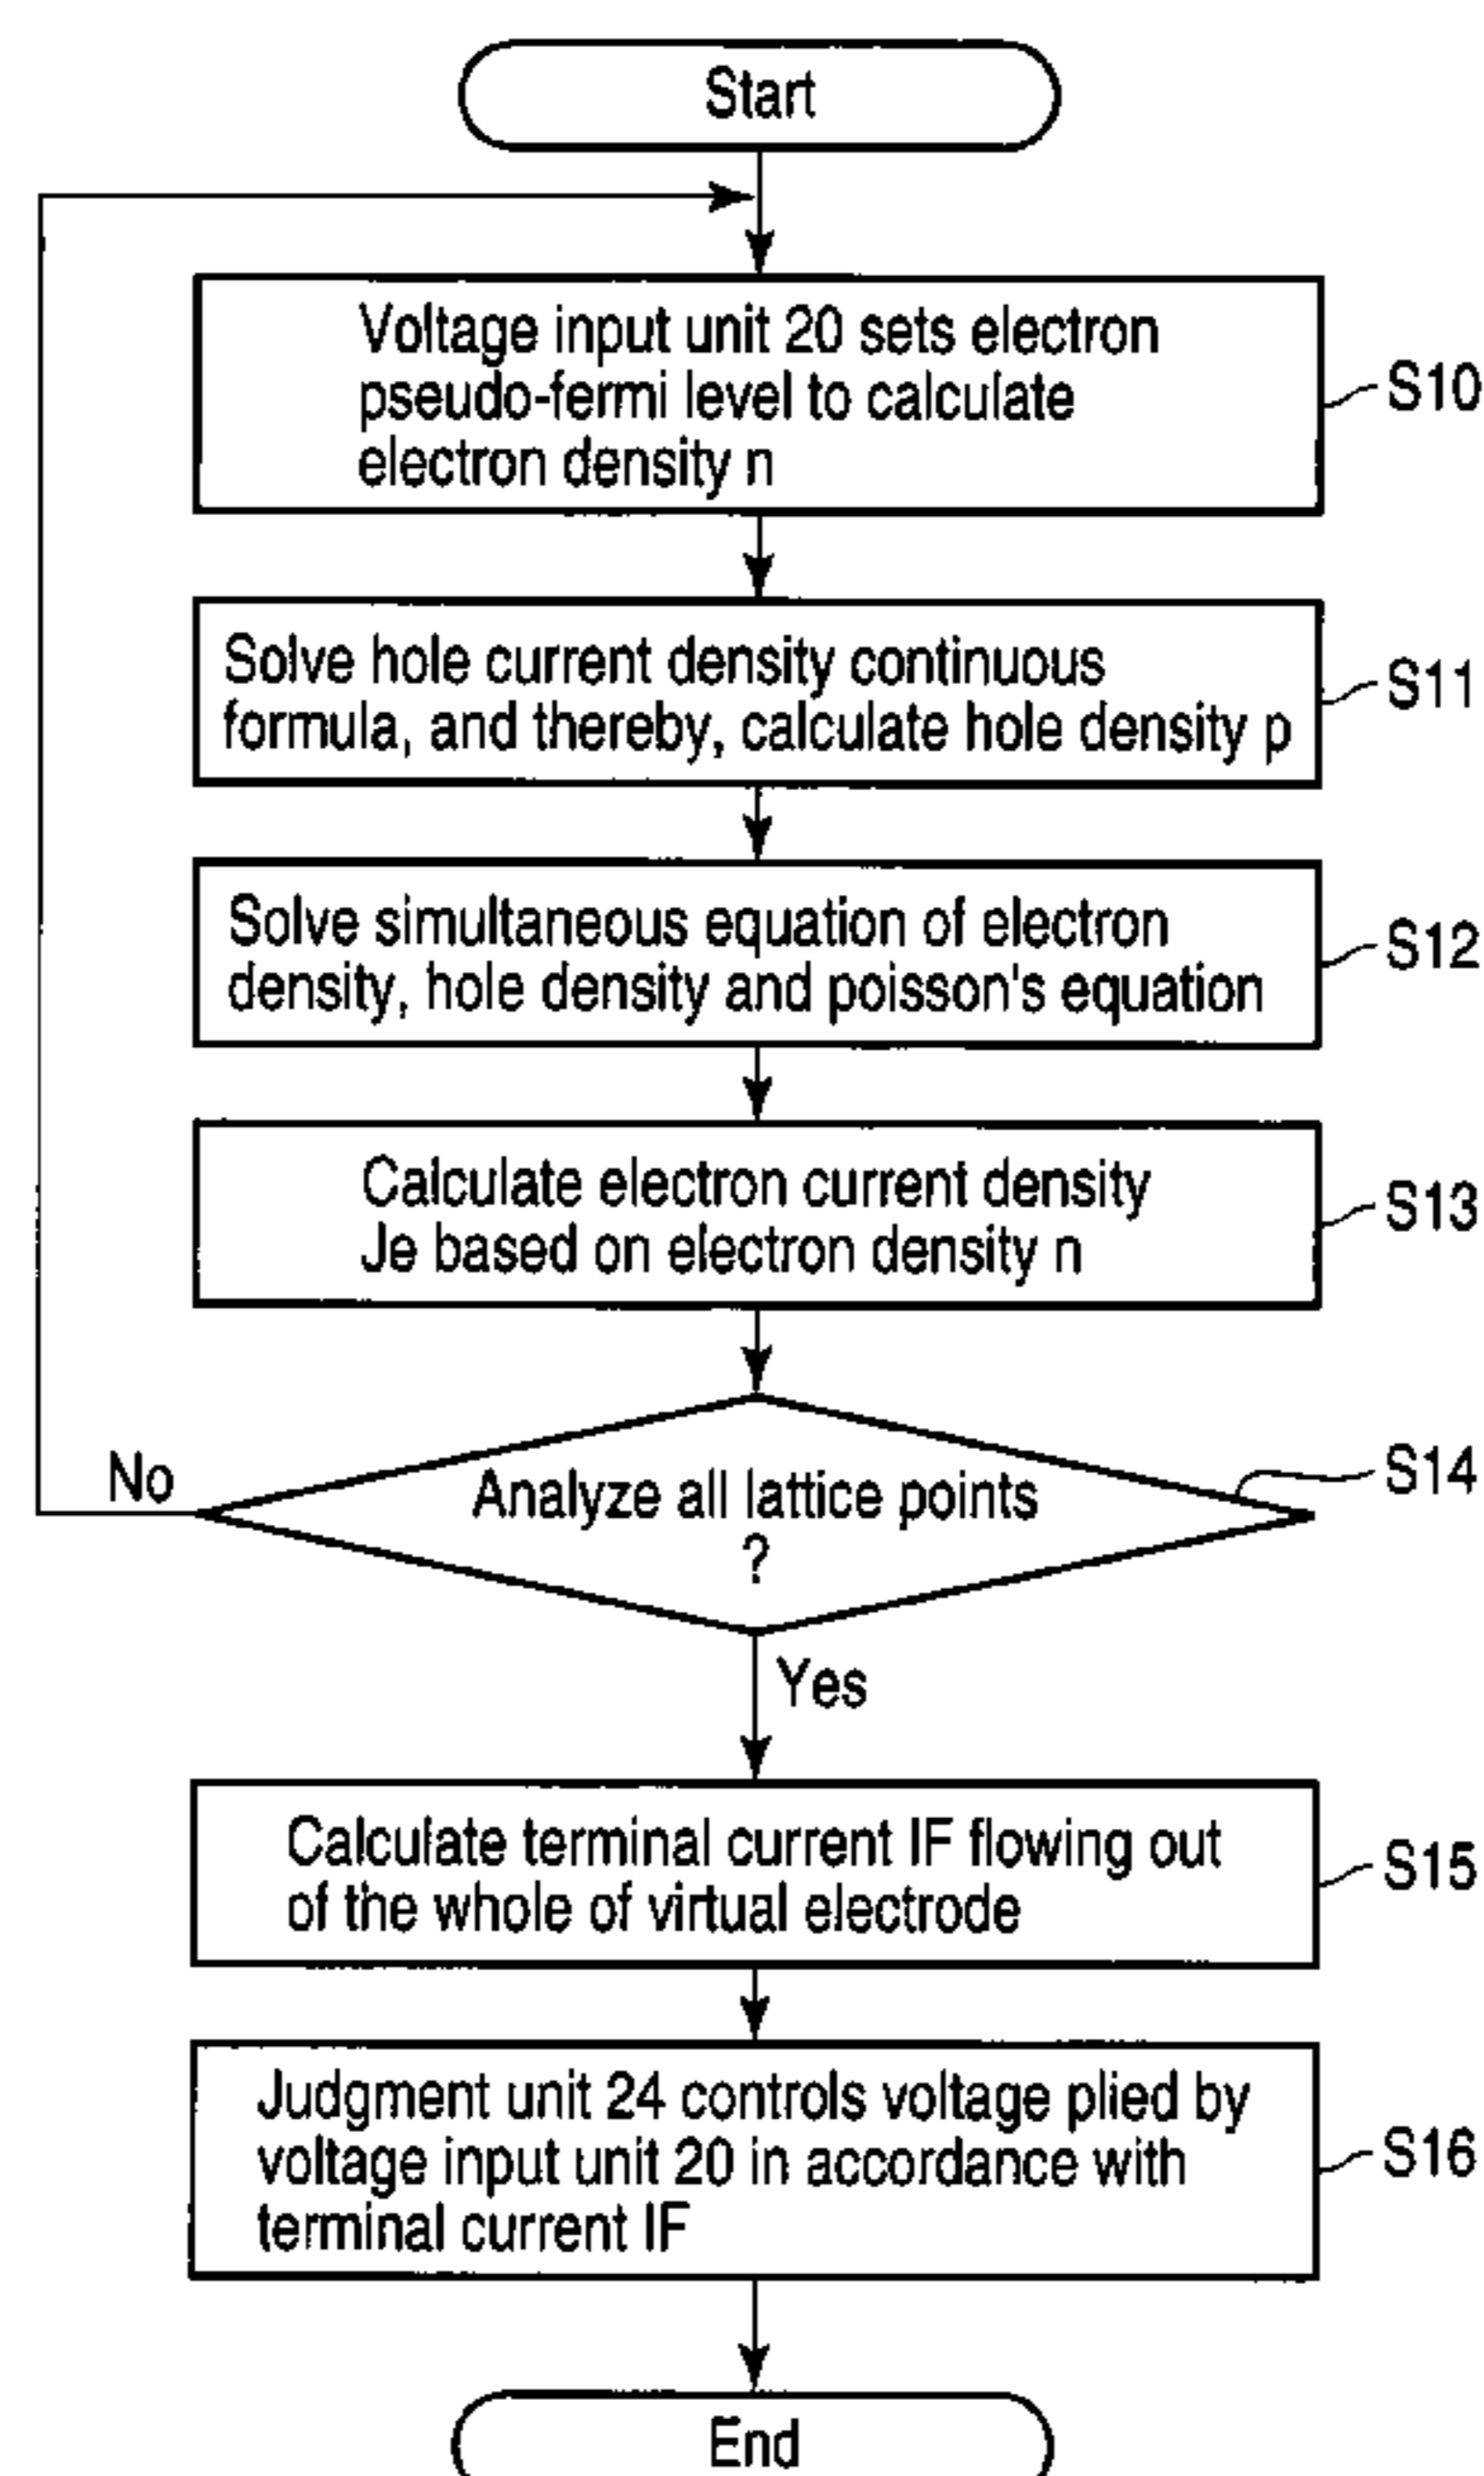 Start
Voltage input unit 20 sets electron
pseudo-fermi level to calculate
electron density n
S10
Solve hole current density continuous
formula, and thereby, calculate hole density p
S11
Solve simultaneous equation of electron
density, hole density and poisson's equation
S12
Calculate electron current density
Je based on electron density n
S13
No
Analyze all lattice points
?
S14
Yes
Calculate terminal current IF flowing out
of the whole of virtual electrode
S15
Judgment unit 24 controls voltage plied by
voltage input unit 20 in accordance with
terminal current IF
S16
End